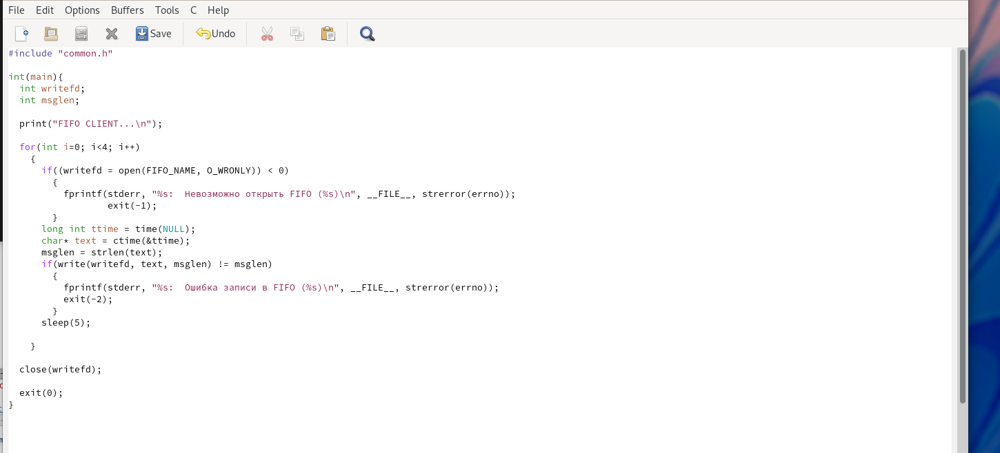 File Edit Options Buffers Tools C Help
Save Undo
#include "common.h"
int(main){
int writefd;
int msglen;
print("FIFO CLIENT...\n");
for(int i=0; i<4; i++)
{
if((writefd = open(FIFO_NAME, O_WRONLY)) < 0)
{
fprintf(stderr, "%s:  Невозможно открыть FIFO (%s)\n", __FILE__, strerror(errno));
exit(-1);
}
long int ttime = time(NULL);
char* text = ctime(&ttime);
msglen = strlen(text);
if(write(writefd, text, msglen) != msglen)
{
fprintf(stderr, "%s:  Ошибка записи в FIFO (%s)\n", __FILE__, strerror(errno));
exit(-2);
}
sleep(5);
}
close(writefd);
exit(0);
}